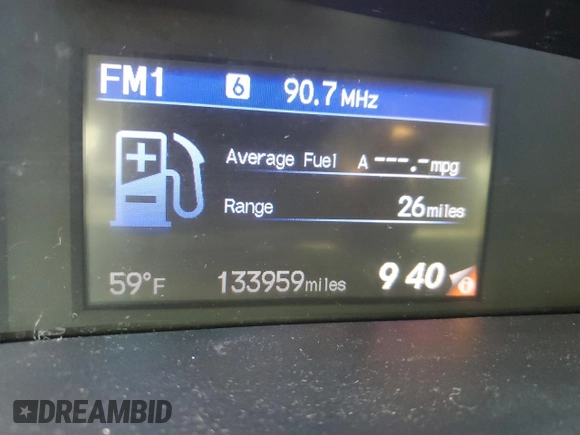 FM1 6 90.7 MHz
Average Fuel A ---.- mpg
Range 26 miles
59°F 133959 miles 9 40 i
DREAMBID